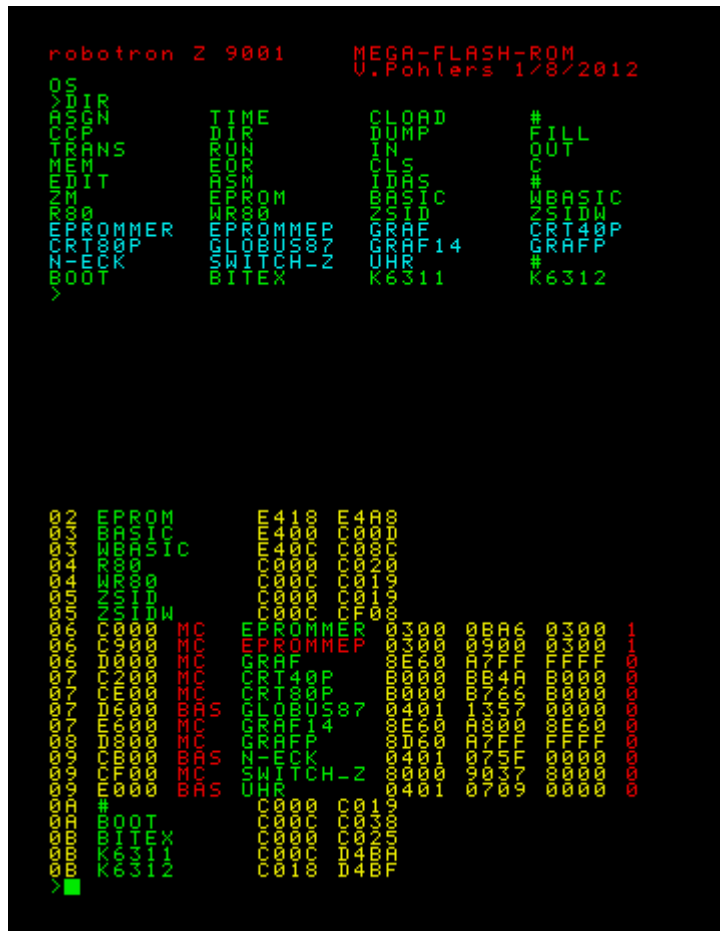 robotron Z 9001 MEGA-FLASH-ROM
V.Pohlers 1/8/2012
OS
>DIR
ASGN TIME CLOAD #
CCP DIR DUMP FILL
TRANS RUN IN OUT
MEM EOR CLS C
EDIT ASM IDAS #
ZM EPROM BASIC WBASIC
R80 WR80 ZSID ZSIDW
EPROMMER EPROMMEP GRAF CRT40P
CRT80P GLOBUS87 GRAF14 GRAFP
N-ECK SWITCH_Z UHR #
BOOT BITEX K6311 K6312
>
02 EPROM E418 E4A8
03 BASIC E400 C00D
03 WBASIC E40C C08C
04 R80 C000 C020
04 WR80 C00C C019
05 ZSID C000 C019
05 ZSIDW C00C CF08
06 C000 MC EPROMMER 0300 0BA6 0300 1
06 C900 MC EPROMMEP 0300 0900 0300 1
06 D000 MC GRAF 8E60 A7FF FFFF 0
07 C200 MC CRT40P B000 BB4A B000 0
07 CE00 MC CRT80P B000 B766 B000 0
07 D600 BAS GLOBUS87 0401 1357 0000 0
07 E600 MC GRAF14 8E60 A800 8E60 0
08 D800 MC GRAFP 8D60 A7FF FFFF 0
09 CB00 BAS N-ECK 0401 075F 0000 0
09 CF00 MC SWITCH_Z 8000 9037 8000 0
09 E000 BAS UHR 0401 0709 0000 0
0A # C000 C019
0A BOOT C00C C038
0B BITEX C000 C025
0B K6311 C00C D4BA
0B K6312 C018 D4BF
>